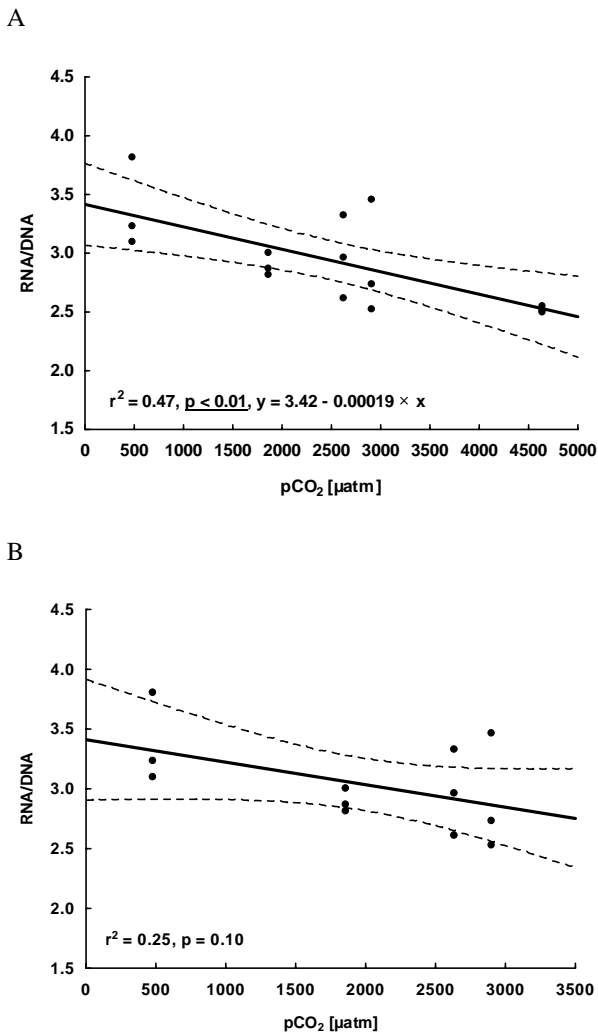 A
4.5
4.0
3.5
3.0
2.5
2.0
1.5
RNA/DNA
r² = 0.47, p < 0.01, y = 3.42 - 0.00019 × x
0 500 1000 1500 2000 2500 3000 3500 4000 4500 5000
pCO₂ [µatm]
B
4.5
4.0
3.5
3.0
2.5
2.0
1.5
RNA/DNA
r² = 0.25, p = 0.10
0 500 1000 1500 2000 2500 3000 3500
pCO₂ [µatm]